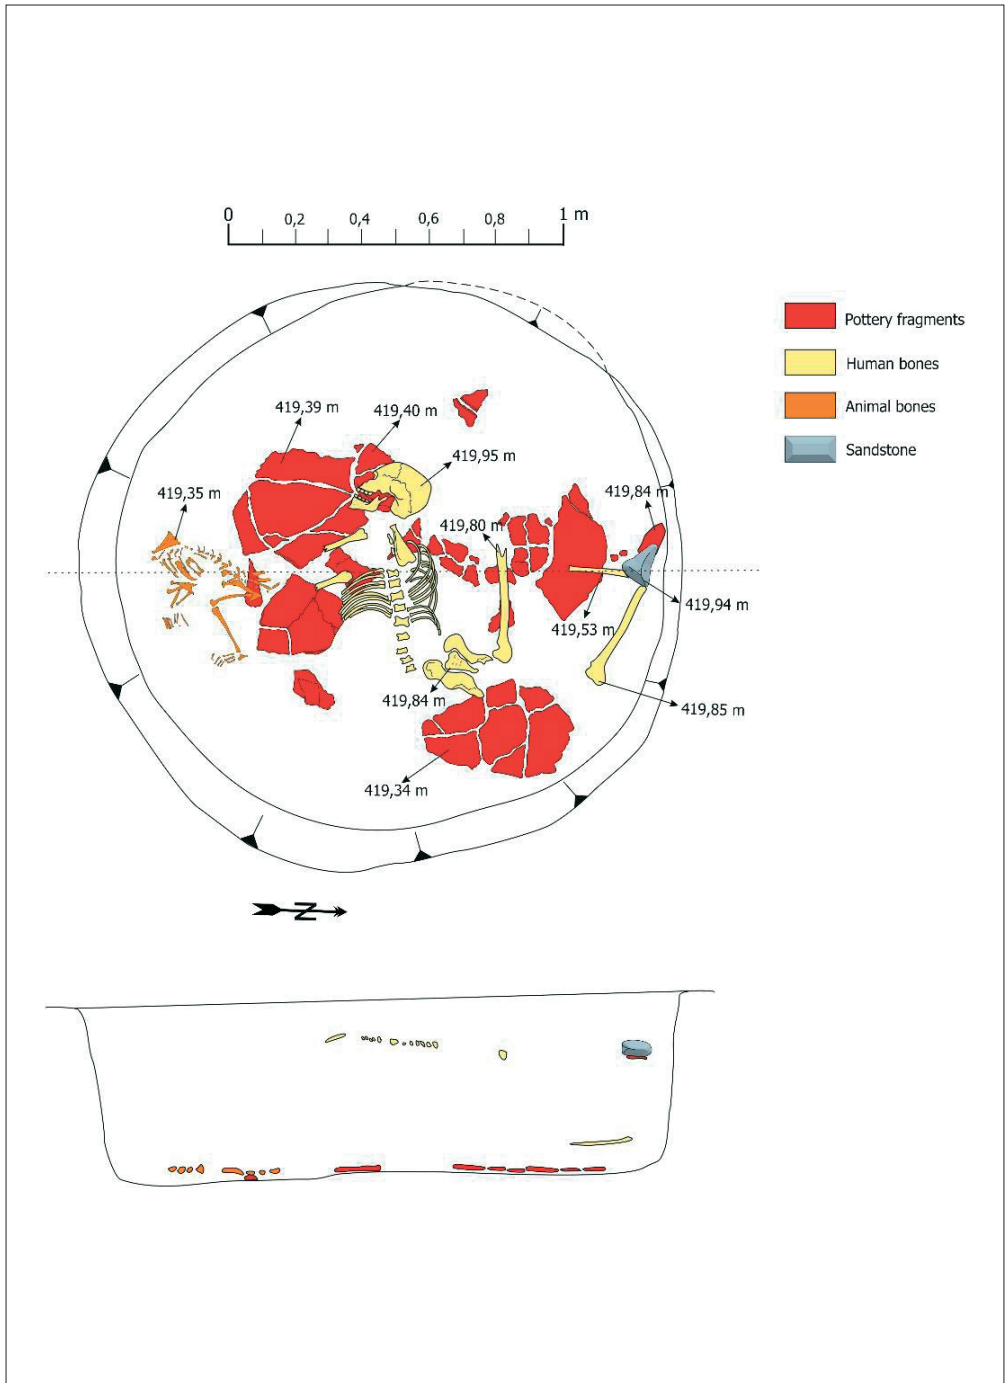 0 0,2 0,4 0,6 0,8 1 m
Pottery fragments
Human bones
Animal bones
Sandstone
419,39 m
419,40 m
419,95 m
419,35 m
419,84 m
419,80 m
419,94 m
419,53 m
419,84 m
419,85 m
419,34 m
N